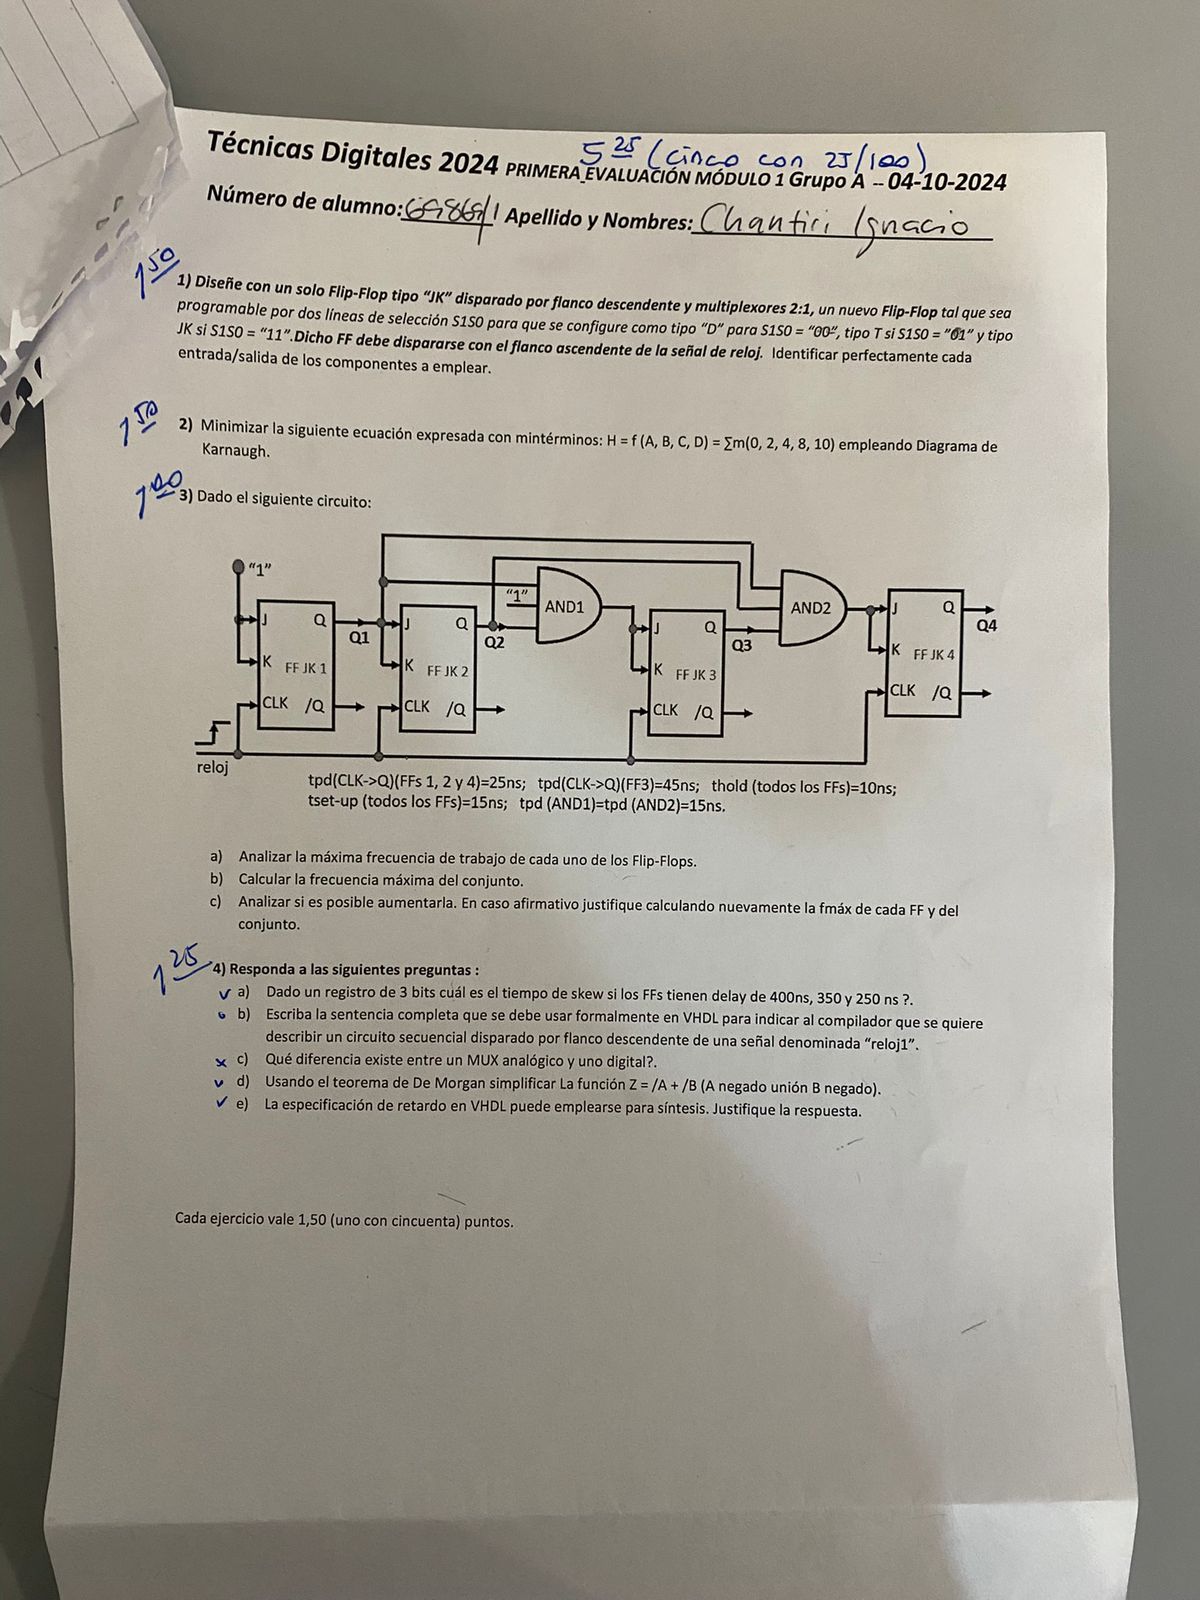 5 25 (cinco con 25/100)
Técnicas Digitales 2024 PRIMERA EVALUACIÓN MÓDULO 1 Grupo A -- 04-10-2024
Número de alumno: Apellido y Nombres: Chantiri Ignacio
1 50
1) Diseñe con un solo Flip-Flop tipo “JK” disparado por flanco descendente y multiplexores 2:1, un nuevo Flip-Flop tal que sea
programable por dos líneas de selección S1S0 para que se configure como tipo “D” para S1S0 = “00”, tipo T si S1S0 = “01” y tipo
JK si S1S0 = “11”.Dicho FF debe dispararse con el flanco ascendente de la señal de reloj. Identificar perfectamente cada
entrada/salida de los componentes a emplear.
1 50
2) Minimizar la siguiente ecuación expresada con mintérminos: H = f (A, B, C, D) = ∑m(0, 2, 4, 8, 10) empleando Diagrama de
Karnaugh.
1 00
3) Dado el siguiente circuito:
“1”
J Q
Q1
K FF JK 1
CLK /Q
reloj
J Q
Q2
K FF JK 2
CLK /Q
“1”
AND1
J Q
Q3
K FF JK 3
CLK /Q
AND2
J Q
Q4
K FF JK 4
CLK /Q
tpd(CLK->Q)(FFs 1, 2 y 4)=25ns; tpd(CLK->Q)(FF3)=45ns; thold (todos los FFs)=10ns;
tset-up (todos los FFs)=15ns; tpd (AND1)=tpd (AND2)=15ns.
a) Analizar la máxima frecuencia de trabajo de cada uno de los Flip-Flops.
b) Calcular la frecuencia máxima del conjunto.
c) Analizar si es posible aumentarla. En caso afirmativo justifique calculando nuevamente la fmáx de cada FF y del
conjunto.
1 25
4) Responda a las siguientes preguntas :
a) Dado un registro de 3 bits cuál es el tiempo de skew si los FFs tienen delay de 400ns, 350 y 250 ns ?.
b) Escriba la sentencia completa que se debe usar formalmente en VHDL para indicar al compilador que se quiere
describir un circuito secuencial disparado por flanco descendente de una señal denominada “reloj1”.
c) Qué diferencia existe entre un MUX analógico y uno digital?.
d) Usando el teorema de De Morgan simplificar La función Z = /A + /B (A negado unión B negado).
e) La especificación de retardo en VHDL puede emplearse para síntesis. Justifique la respuesta.
Cada ejercicio vale 1,50 (uno con cincuenta) puntos.